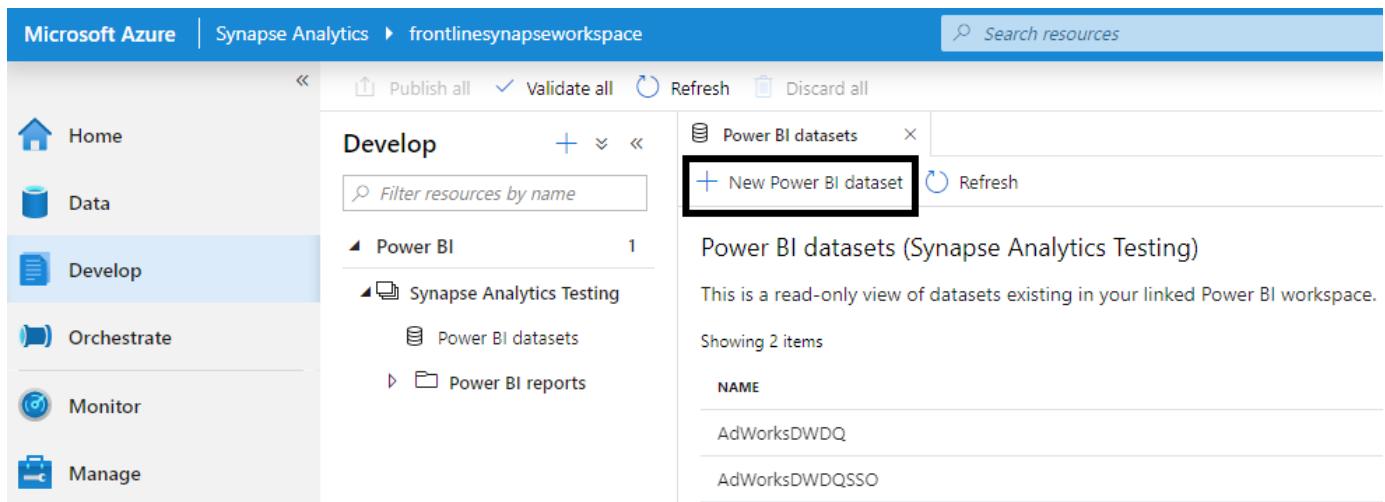 Microsoft Azure Synapse Analytics frontlinesynapseworkspace Search resources
Publish all Validate all Refresh Discard all
Home
Data
Develop
Orchestrate
Monitor
Manage
Develop
Filter resources by name
Power BI 1
Synapse Analytics Testing
Power BI datasets
Power BI reports
Power BI datasets
New Power BI dataset Refresh
Power BI datasets (Synapse Analytics Testing)
This is a read-only view of datasets existing in your linked Power BI workspace.
Showing 2 items
NAME
AdWorksDWDQ
AdWorksDWDQSSO